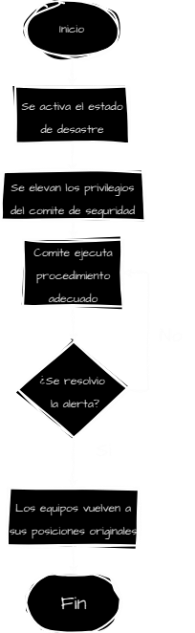 Inicio
Se activa el estado
de desastre
Se elevan los privilegios
del comite de seguridad
Comite ejecuta
procedimiento
adecuado
¿Se resolvio
la alerta?
Los equipos vuelven a
sus posiciones originales
Fin